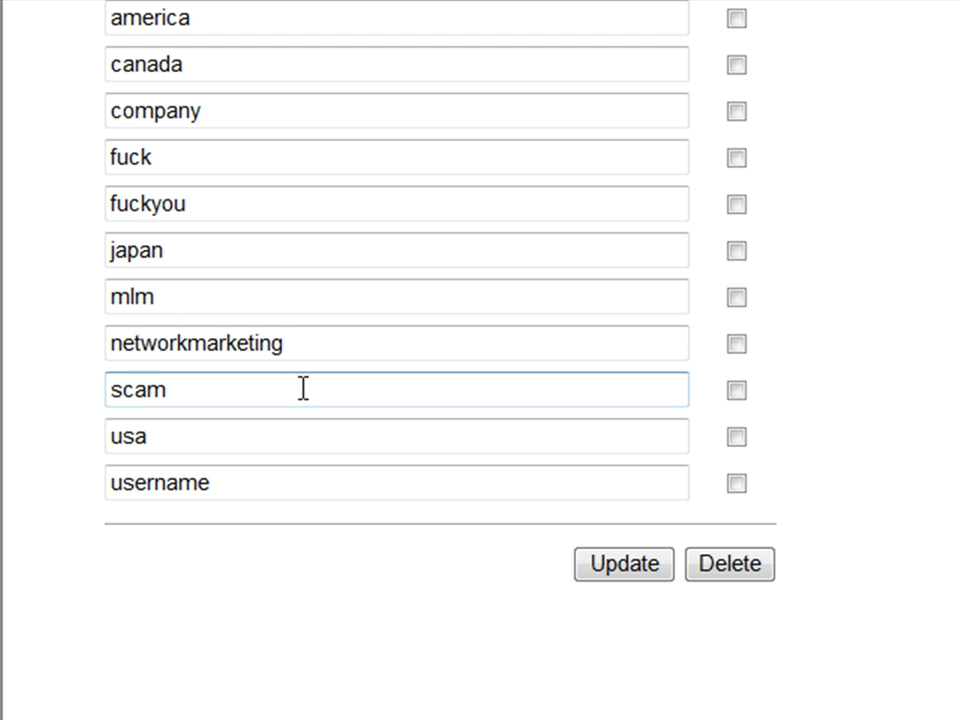 america
canada
company
fuck
fuckyou
japan
mlm
networkmarketing
scam
usa
username
Update Delete